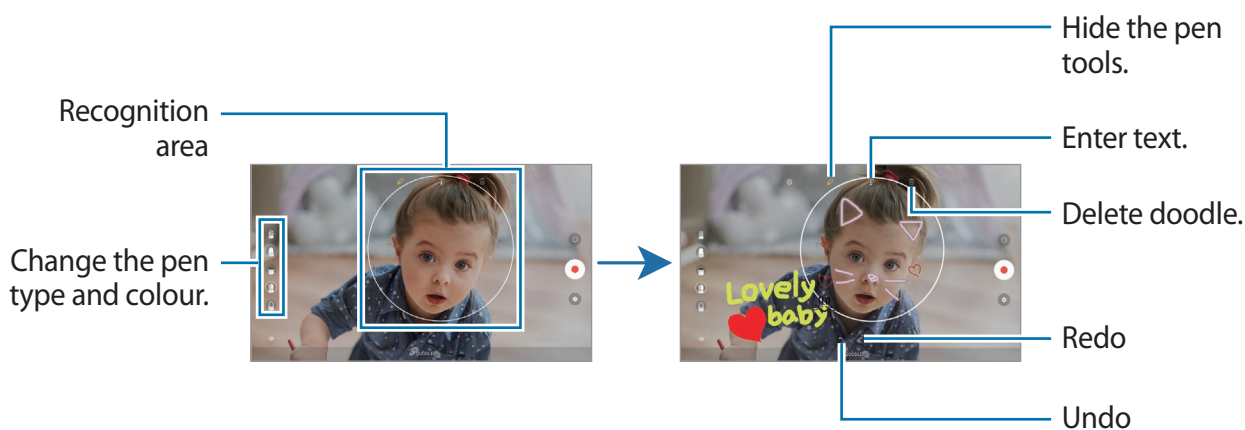 Hide the pen
tools.
Recognition
area
Enter text.
Delete doodle.
Change the pen
type and colour.
Lovely
baby
Redo
Undo